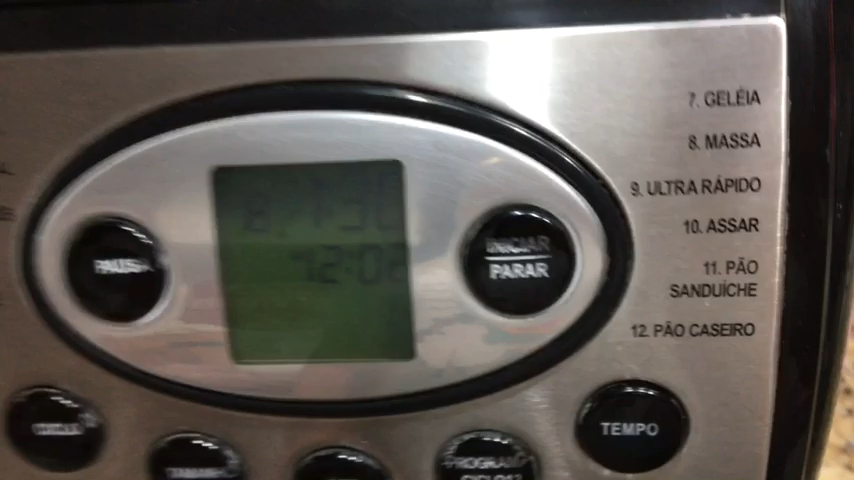 7. GELÉIA
8. MASSA
9. ULTRA RÁPIDO
10. ASSAR
11. PÃO
SANDUÍCHE
12. PÃO CASEIRO
PAUSA
INICIAR
PARAR
12:02
TEMPO